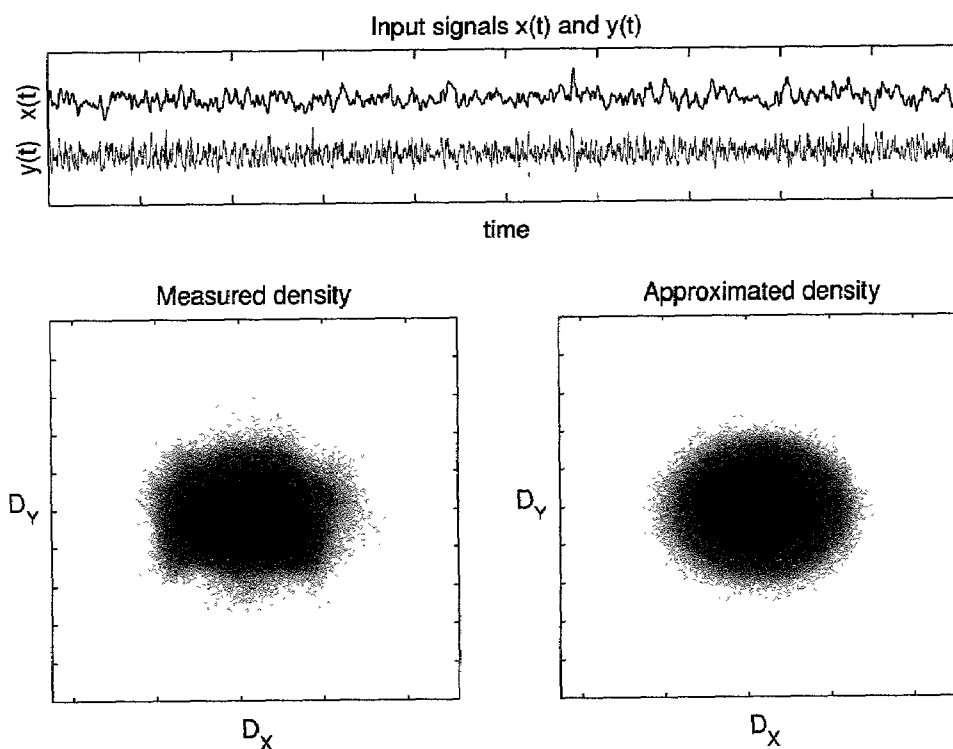 Input signals x(t) and y(t)
x(t)
y(t)
time
Measured density
Approximated density
D_Y
D_Y
D_X
D_X